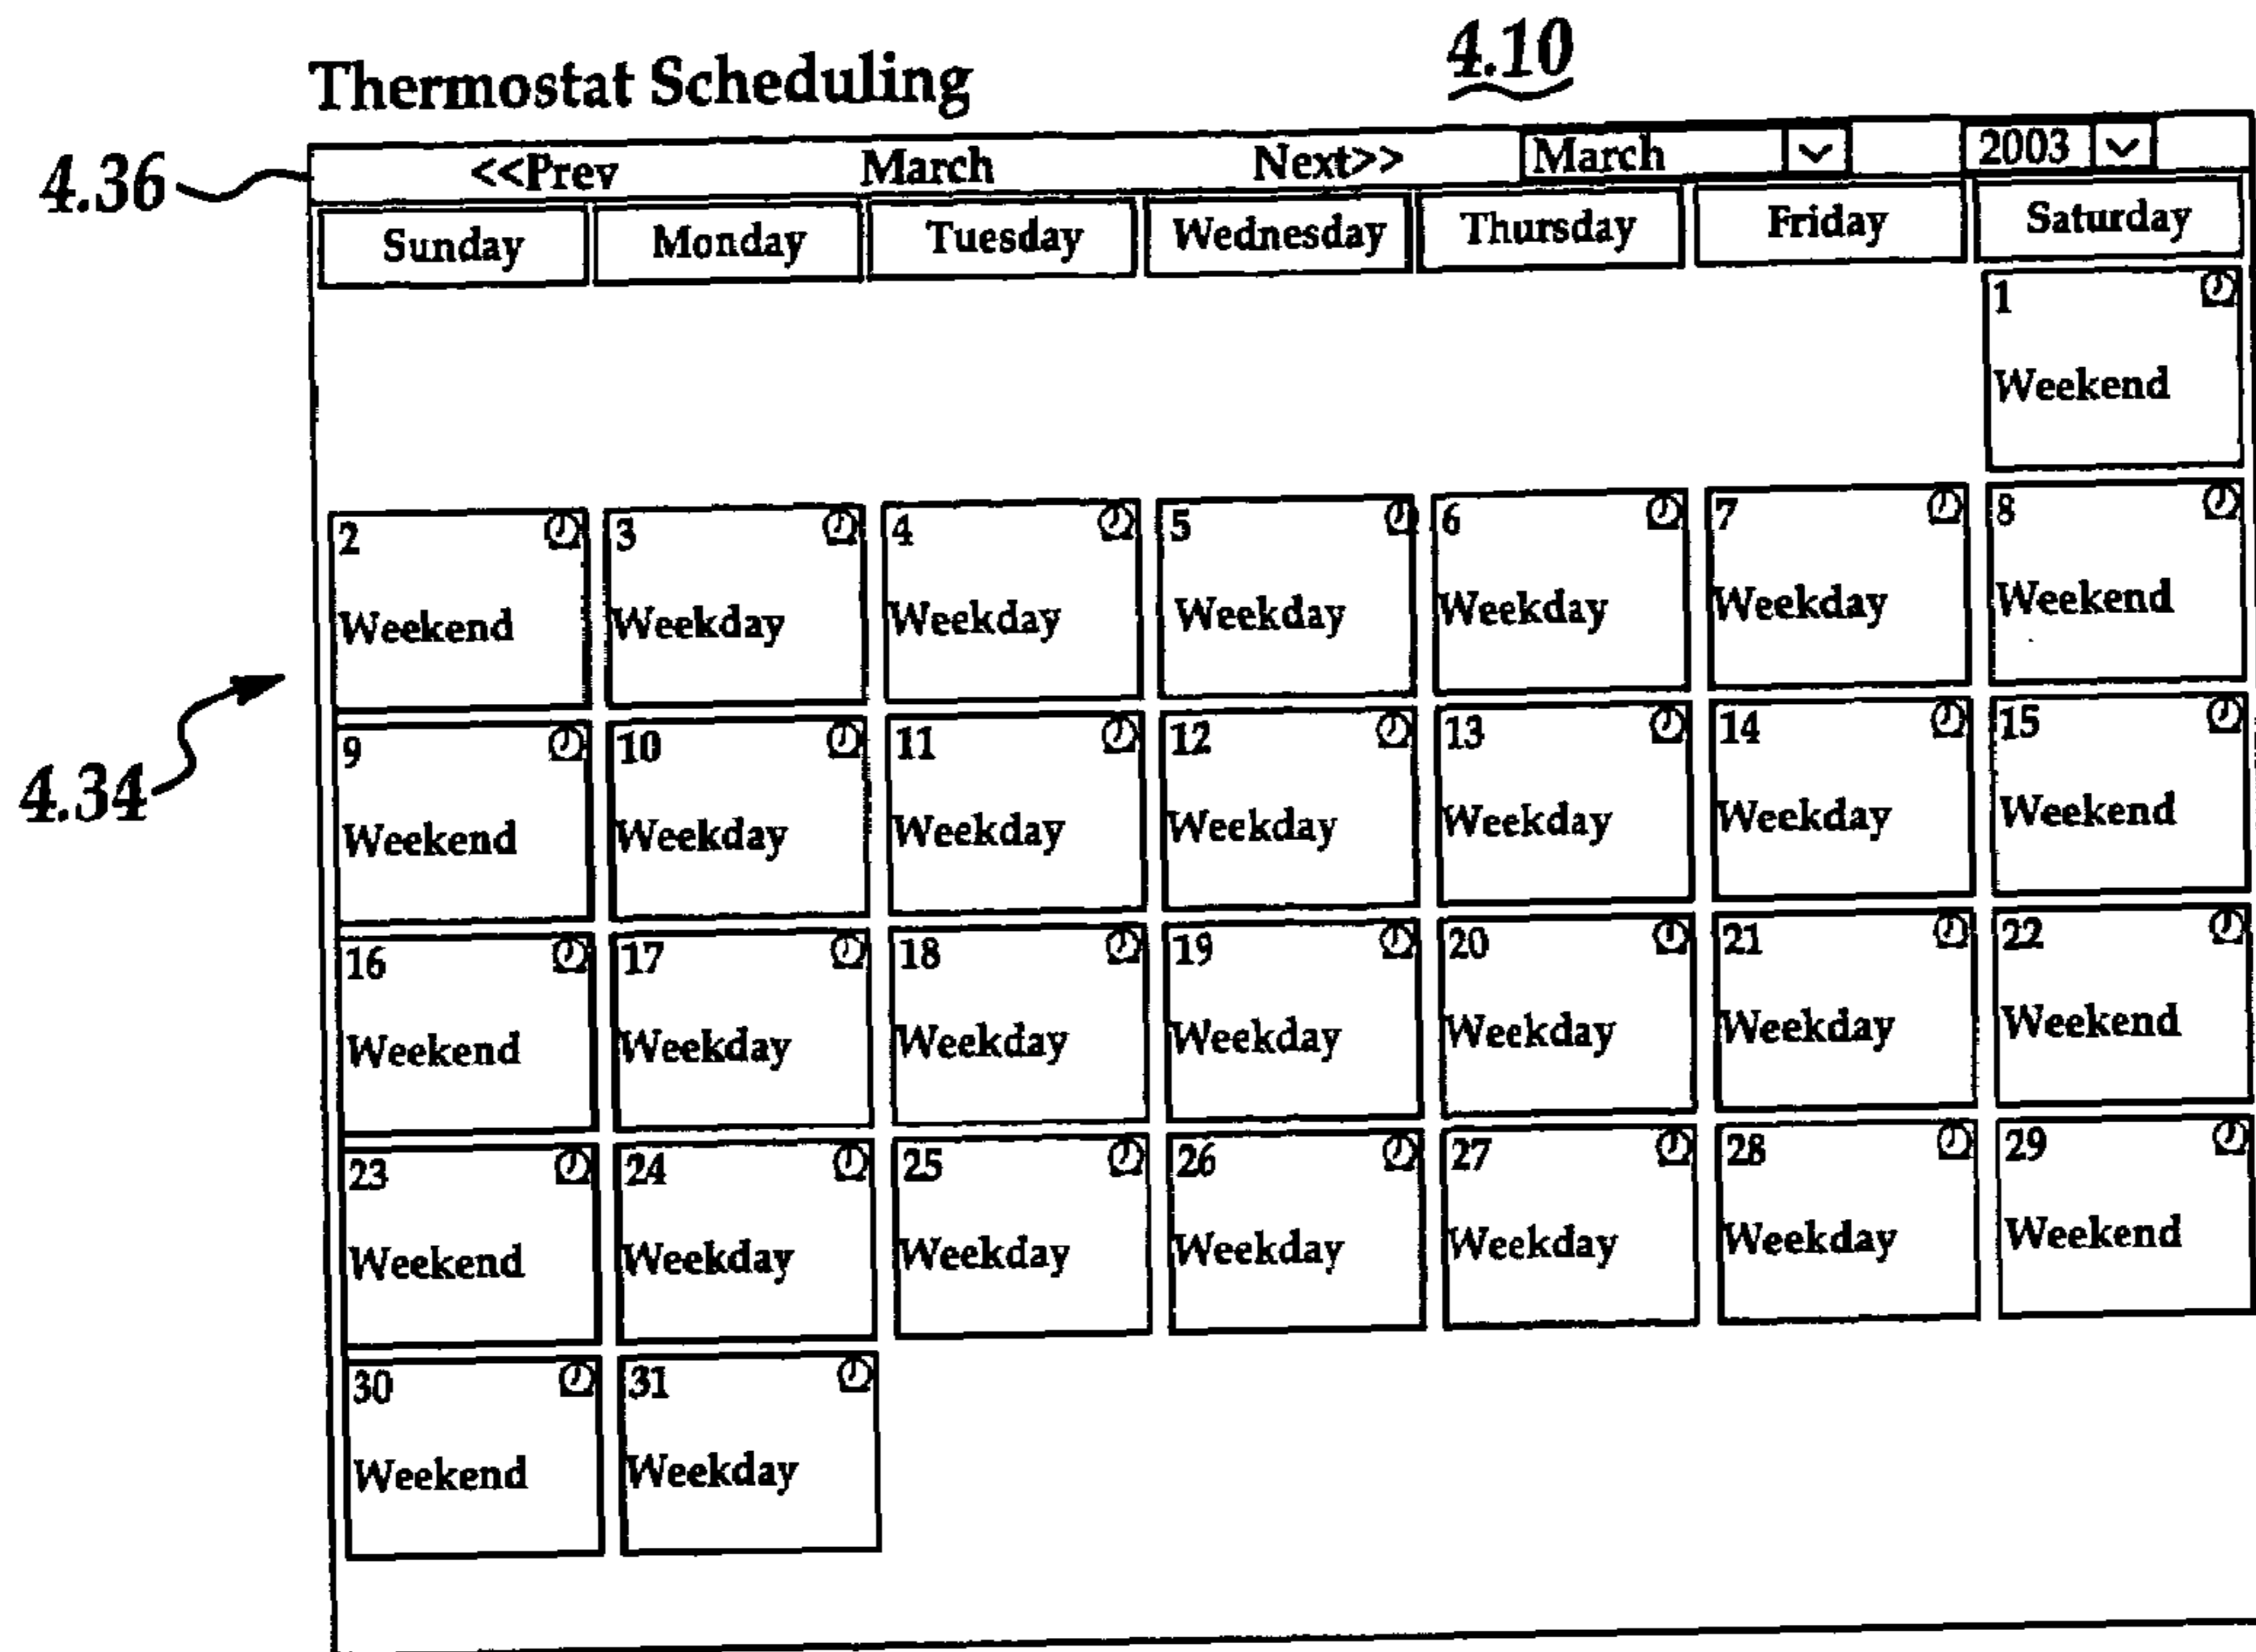 4.10
Thermostat Scheduling
4.36
<<Prev March Next>> March 2003
Sunday Monday Tuesday Wednesday Thursday Friday Saturday
1
Weekend
2 3 4 5 6 7 8
Weekend Weekday Weekday Weekday Weekday Weekday Weekend
4.34
9 10 11 12 13 14 15
Weekend Weekday Weekday Weekday Weekday Weekday Weekend
16 17 18 19 20 21 22
Weekend Weekday Weekday Weekday Weekday Weekday Weekend
23 24 25 26 27 28 29
Weekend Weekday Weekday Weekday Weekday Weekday Weekend
30 31
Weekend Weekday